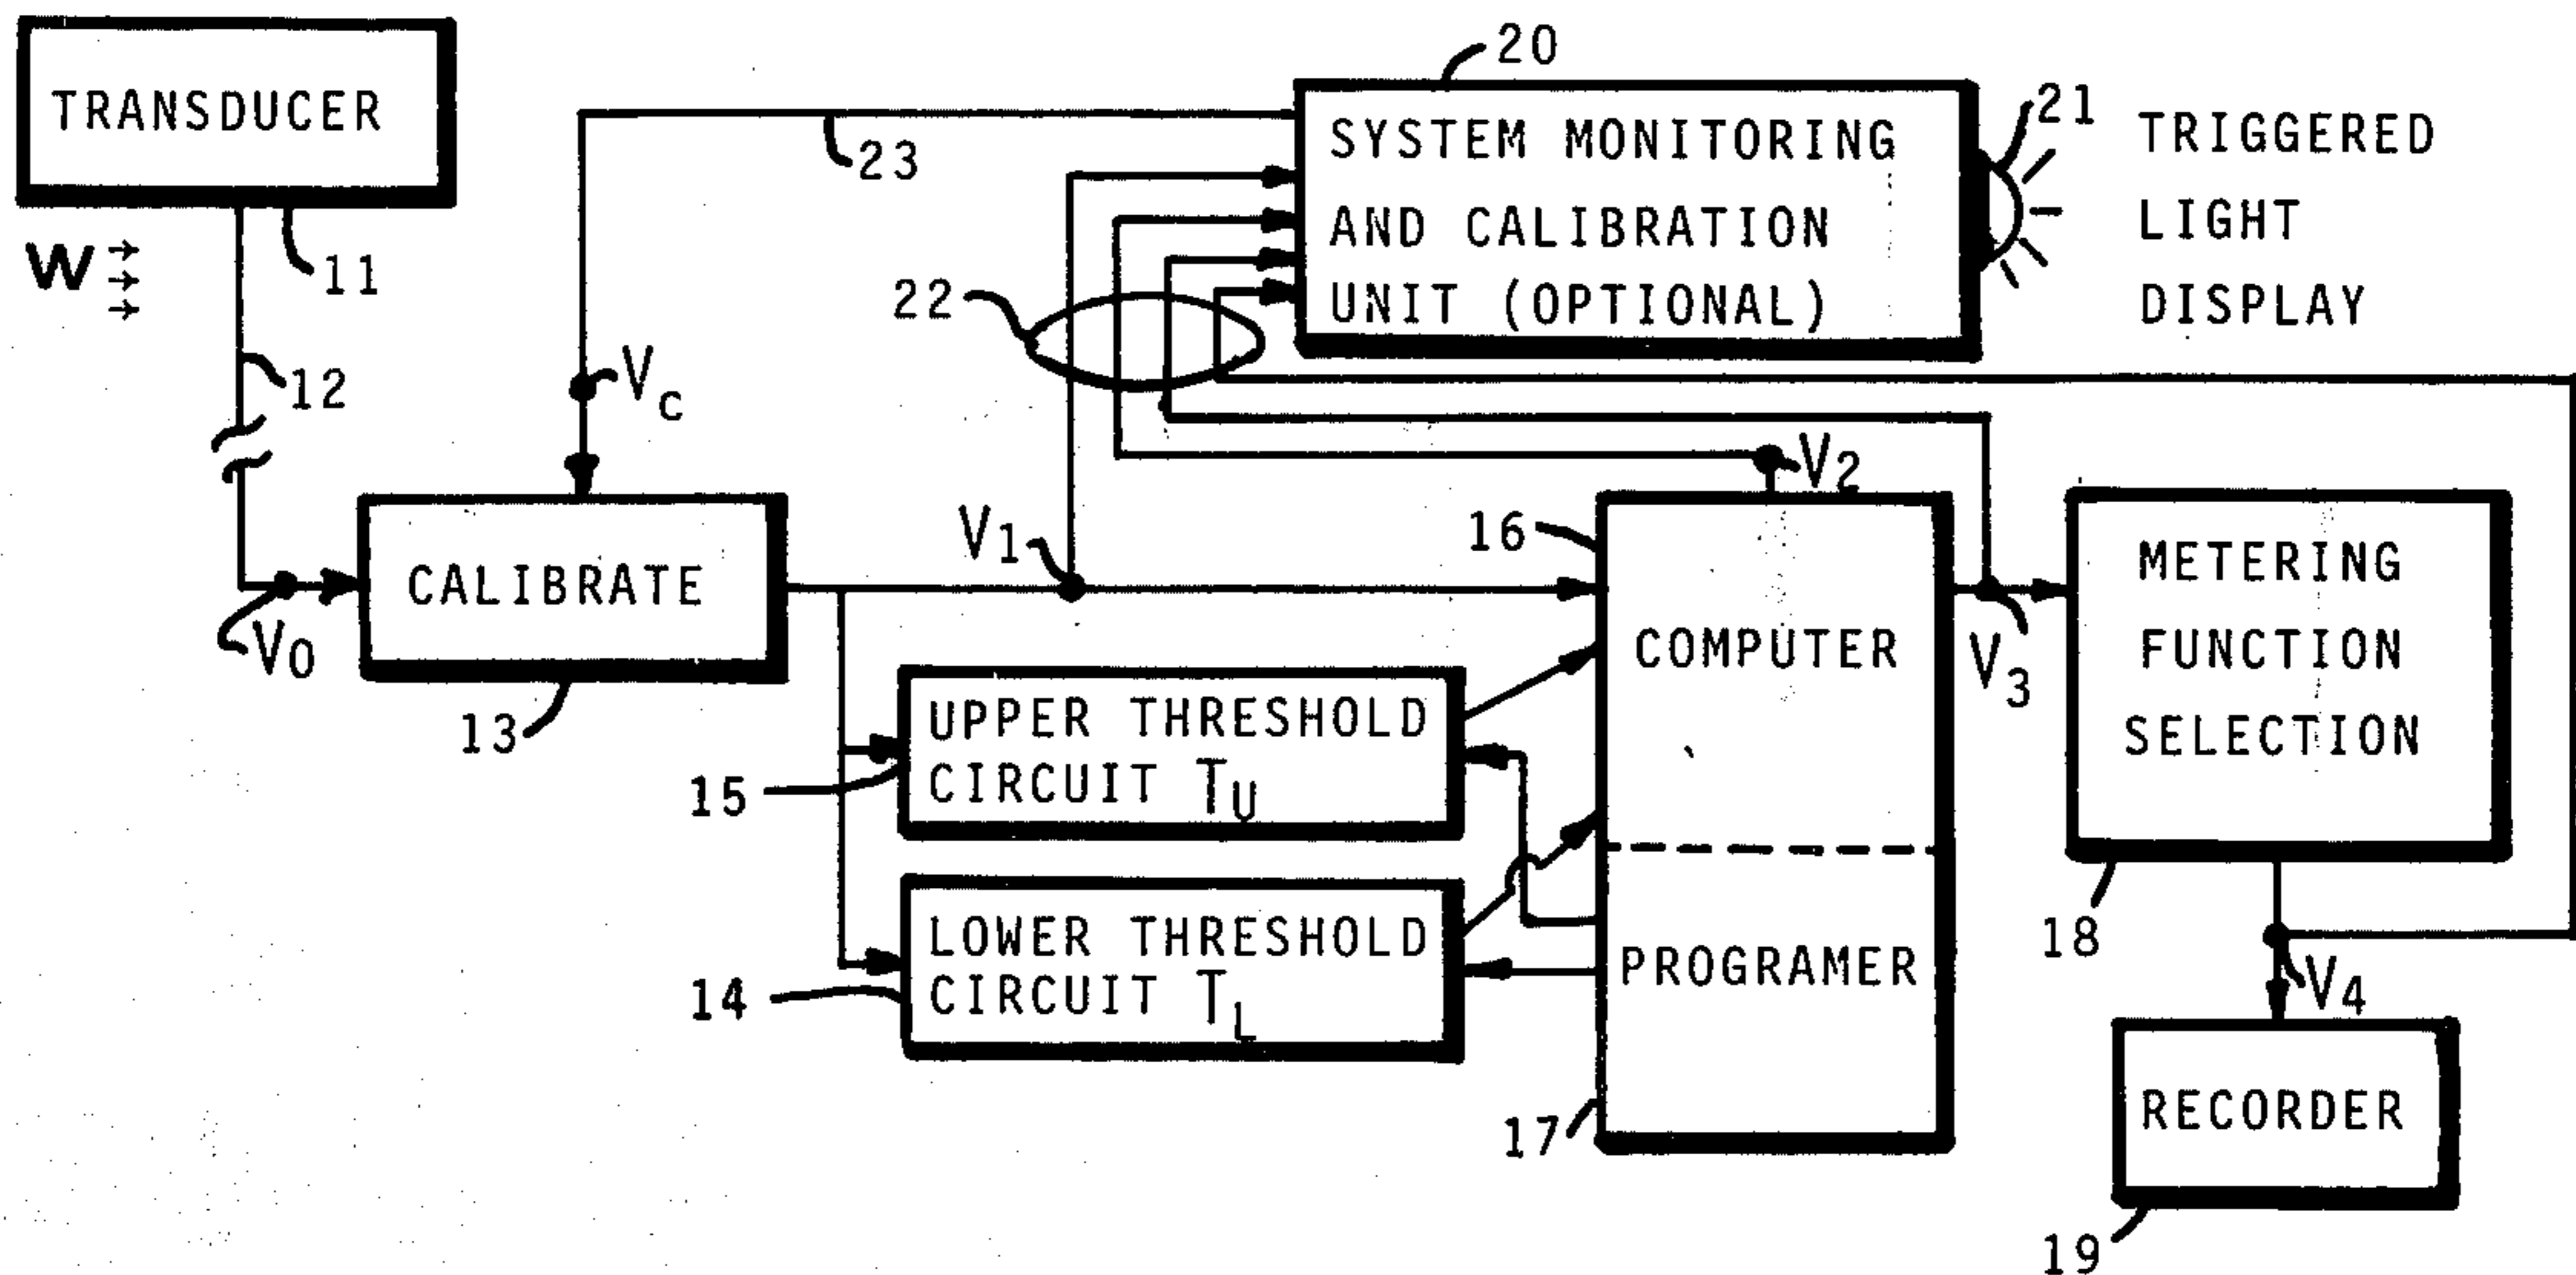 TRANSDUCER
11
W
12
V0
20
SYSTEM MONITORING
AND CALIBRATION
UNIT (OPTIONAL)
21
TRIGGERED
LIGHT
DISPLAY
23
22
Vc
CALIBRATE
13
V1
V2
16
COMPUTER
PROGRAMER
17
UPPER THRESHOLD
CIRCUIT TU
15
LOWER THRESHOLD
CIRCUIT TL
14
V3
METERING
FUNCTION
SELECTION
18
V4
RECORDER
19